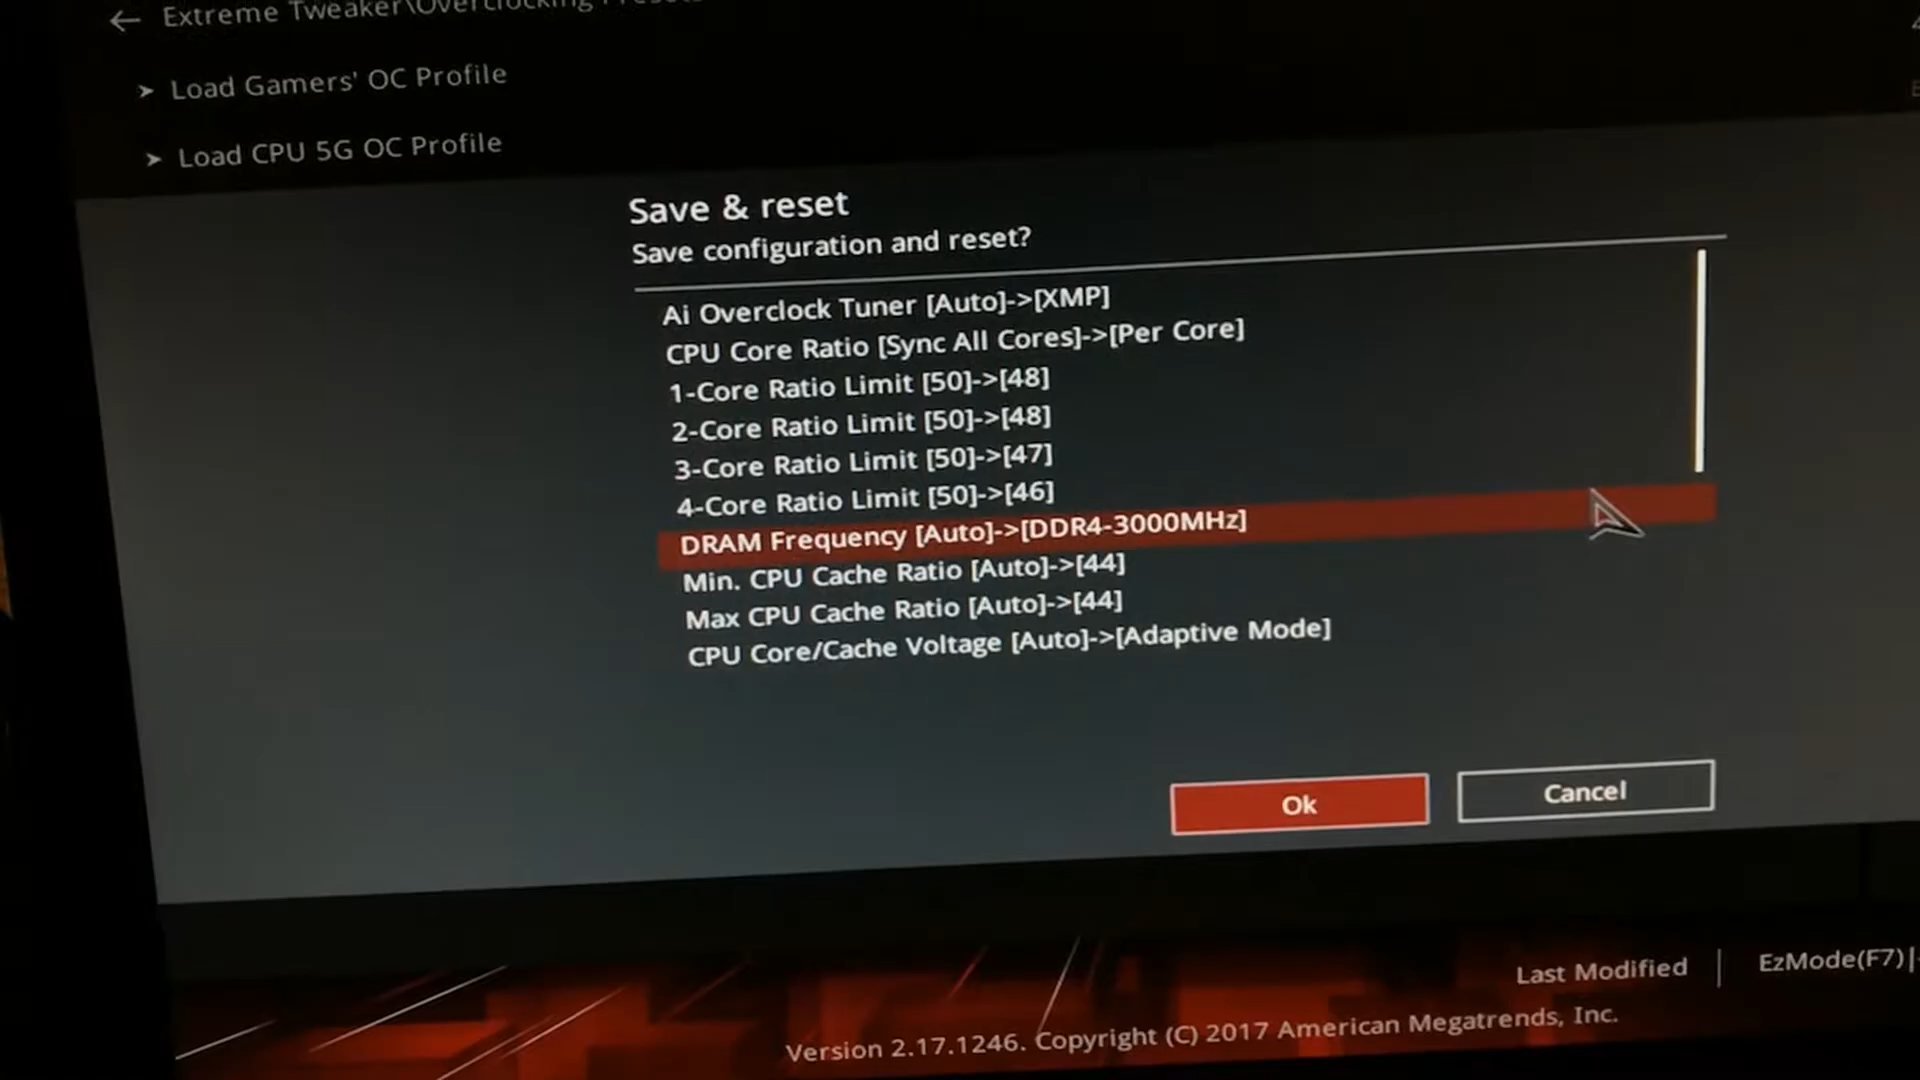 ← Extreme Tweaker\Overclocking Presets
➤ Load Gamers' OC Profile
➤ Load CPU 5G OC Profile
Save & reset
Save configuration and reset?
Ai Overclock Tuner [Auto]->[XMP]
CPU Core Ratio [Sync All Cores]->[Per Core]
1-Core Ratio Limit [50]->[48]
2-Core Ratio Limit [50]->[48]
3-Core Ratio Limit [50]->[47]
4-Core Ratio Limit [50]->[46]
DRAM Frequency [Auto]->[DDR4-3000MHz]
Min. CPU Cache Ratio [Auto]->[44]
Max CPU Cache Ratio [Auto]->[44]
CPU Core/Cache Voltage [Auto]->[Adaptive Mode]
Ok
Cancel
Last Modified | EzMode(F7)|
Version 2.17.1246. Copyright (C) 2017 American Megatrends, Inc.